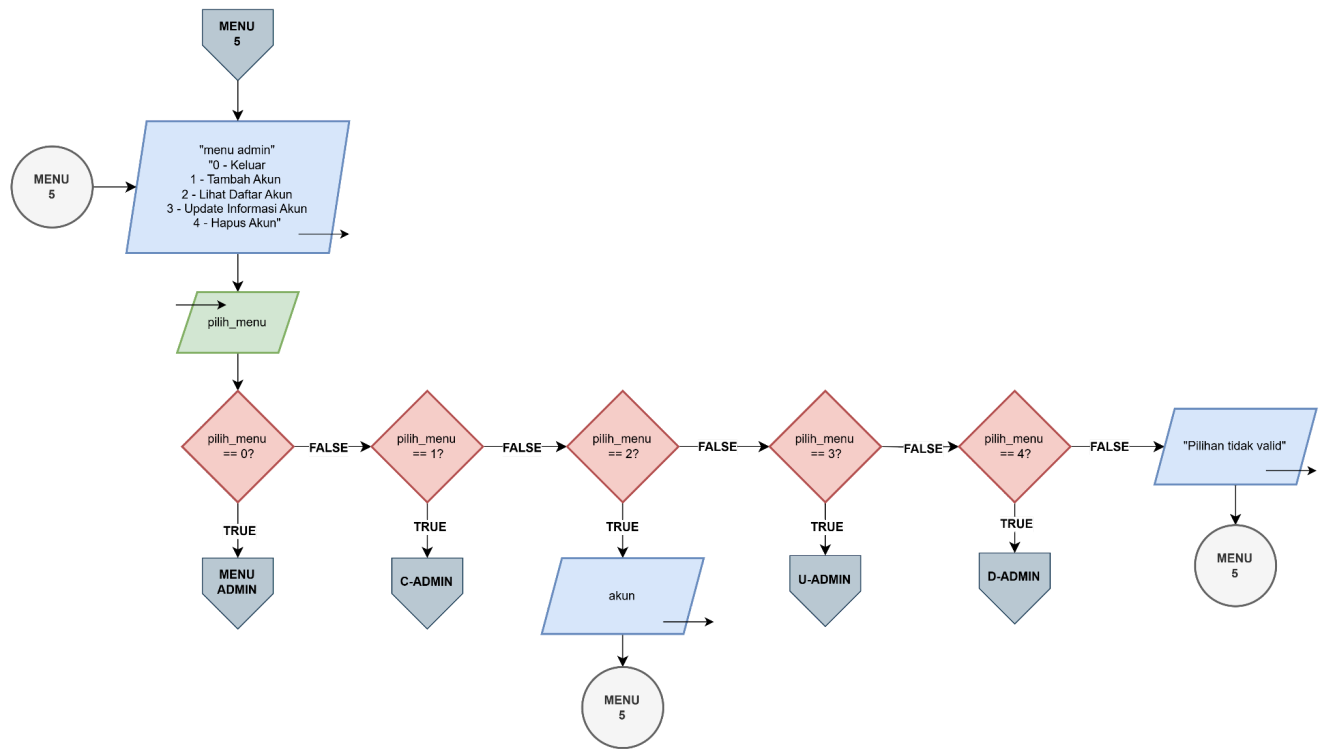 MENU
5
MENU
5
"menu admin"
"0 - Keluar
1 - Tambah Akun
2 - Lihat Daftar Akun
3 - Update Informasi Akun
4 - Hapus Akun"
pilih_menu
pilih_menu
== 0?
FALSE
pilih_menu
== 1?
FALSE
pilih_menu
== 2?
FALSE
pilih_menu
== 3?
FALSE
pilih_menu
== 4?
FALSE
"Pilihan tidak valid"
TRUE
TRUE
TRUE
TRUE
TRUE
MENU
ADMIN
C-ADMIN
akun
U-ADMIN
D-ADMIN
MENU
5
MENU
5